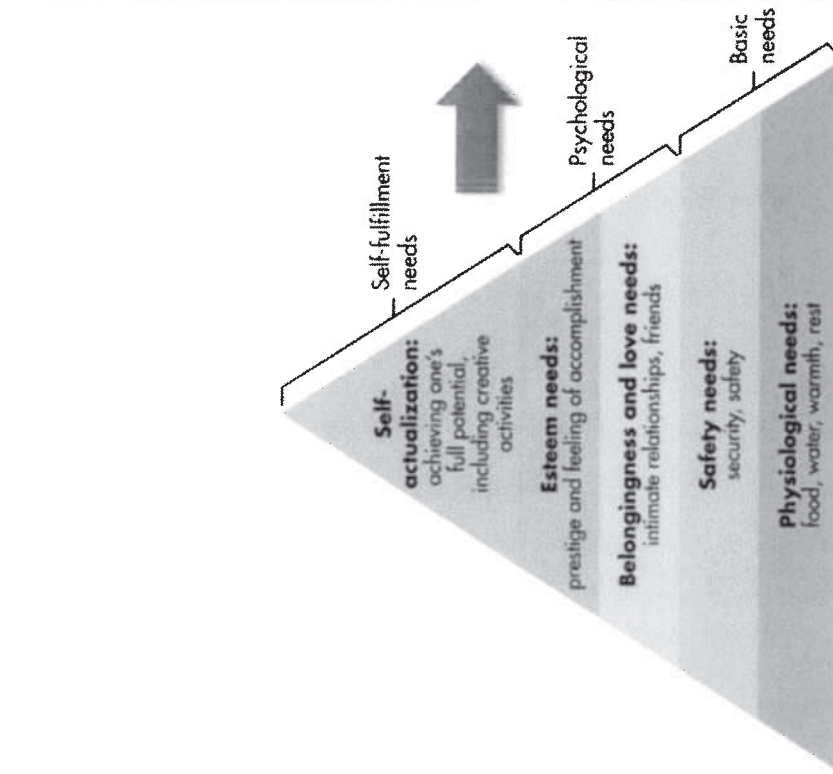 Self-
actualization:
achieving one's
full potential,
including creative
activities
Esteem needs:
prestige and feeling of accomplishment
Belongingness and love needs:
intimate relationships, friends
Safety needs:
security, safety
Physiological needs:
food, water, warmth, rest
Self-fulfillment
needs
Psychological
needs
Basic
needs